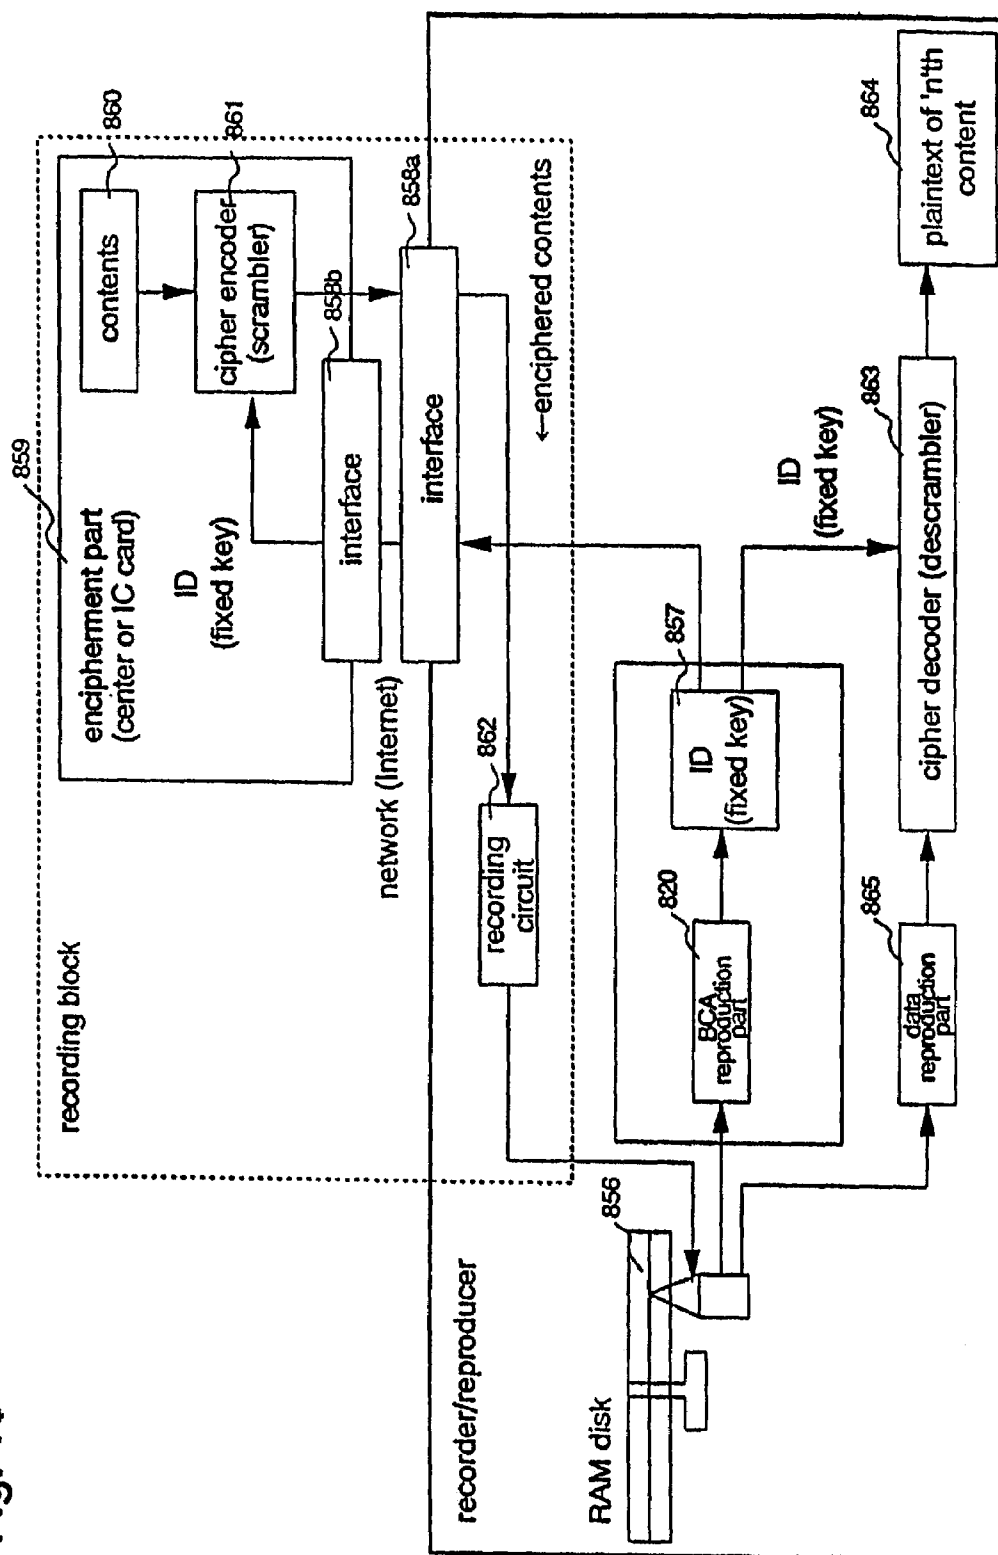 recording block
859
encipherment part
(center or IC card)
ID
(fixed key)
contents
860
cipher encoder
(scrambler)
861
interface
858b
network (Internet)
interface
858a
recording
circuit
862
←enciphered contents
recorder/reproducer
RAM disk
856
BCA
reproduction
part
820
ID
(fixed key)
857
ID
(fixed key)
data
reproduction
part
865
cipher decoder (descrambler)
863
plaintext of 'n'th
content
864